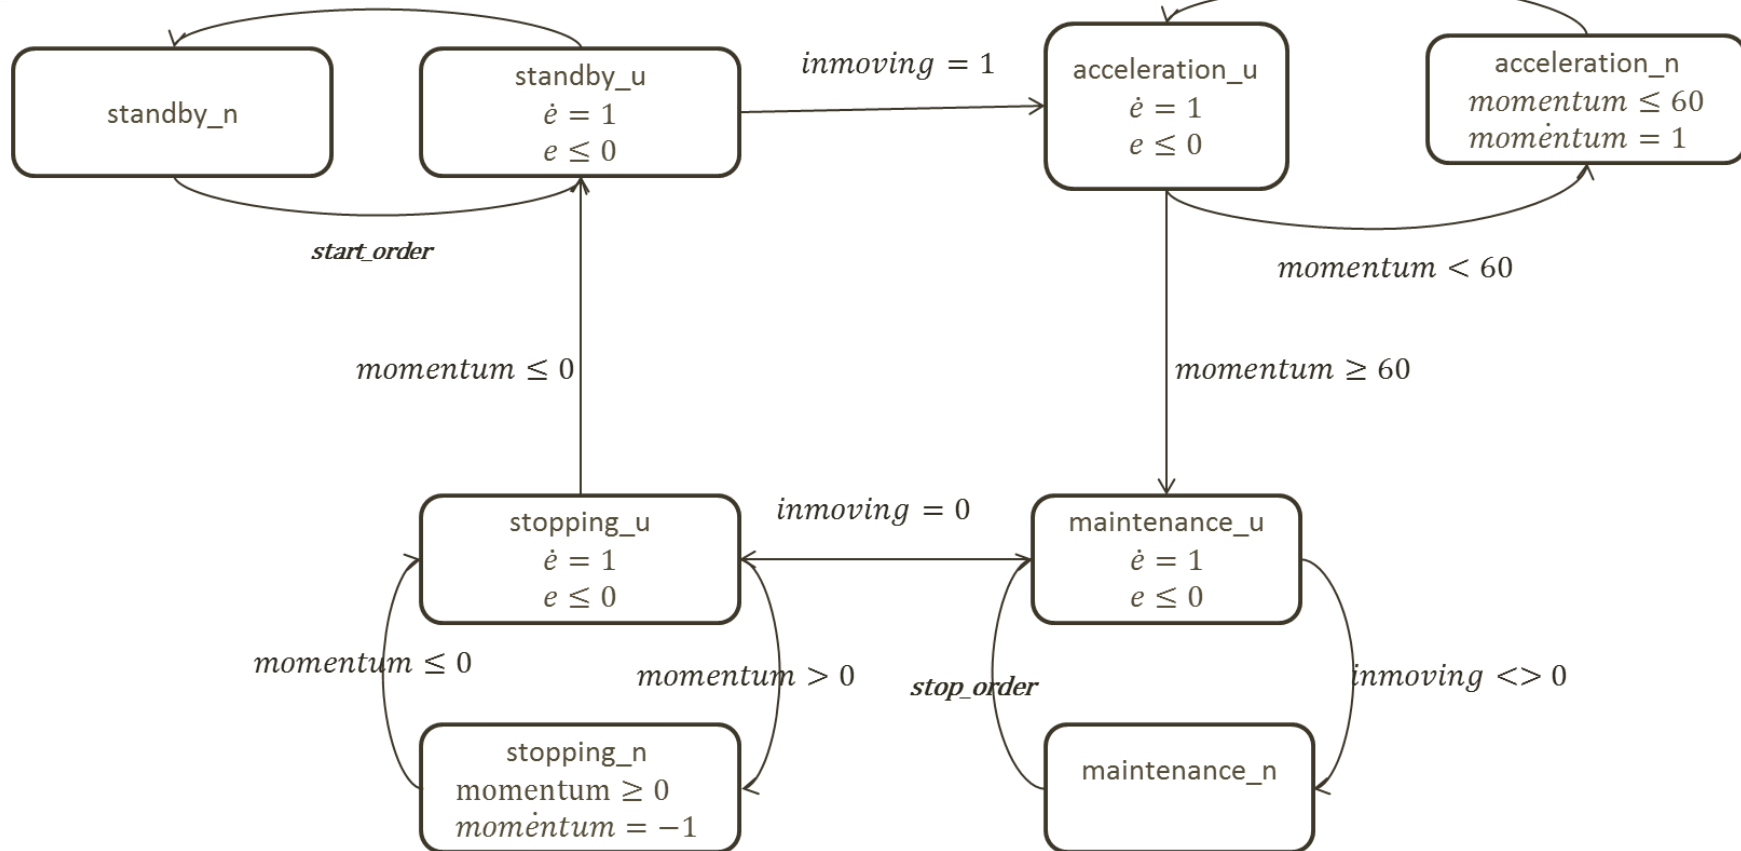 standby_n
standby_u
ė = 1
e ≤ 0
inmoving = 1
acceleration_u
ė = 1
e ≤ 0
acceleration_n
momentum ≤ 60
momėntum = 1
start_order
momentum < 60
momentum ≤ 0
momentum ≥ 60
stopping_u
ė = 1
e ≤ 0
inmoving = 0
maintenance_u
ė = 1
e ≤ 0
momentum ≤ 0
momentum > 0
stop_order
inmoving <> 0
stopping_n
momentum ≥ 0
momėntum = −1
maintenance_n